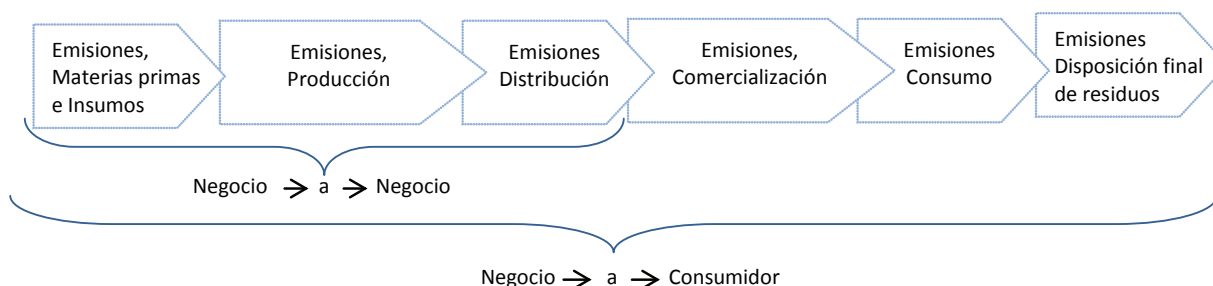 Emisiones,
Materias primas
e Insumos
Emisiones,
Producción
Emisiones
Distribución
Emisiones,
Comercialización
Emisiones
Consumo
Emisiones
Disposición final
de residuos
Negocio → a → Negocio
Negocio → a → Consumidor